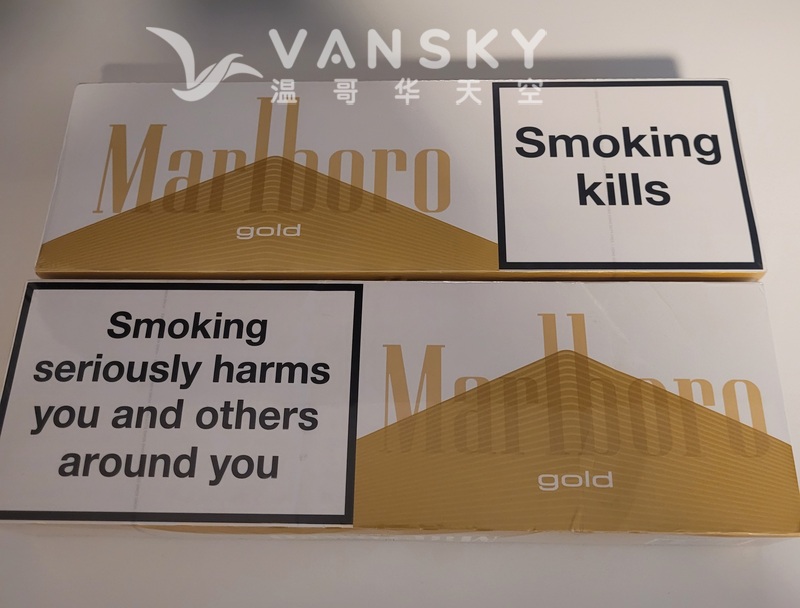 VANSKY
温哥华天空
Marlboro
gold
Smoking
kills
Smoking
seriously harms
you and others
around you
Marlboro
gold